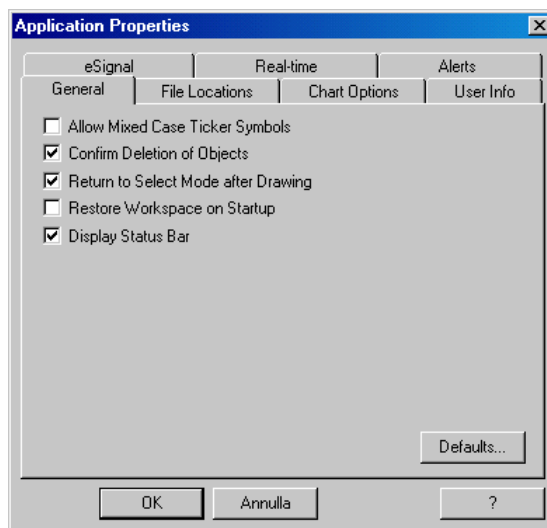 Application Properties
eSignal Real-time Alerts
General File Locations Chart Options User Info
Allow Mixed Case Ticker Symbols
Confirm Deletion of Objects
Return to Select Mode after Drawing
Restore Workspace on Startup
Display Status Bar
Defaults...
OK Annulla ?